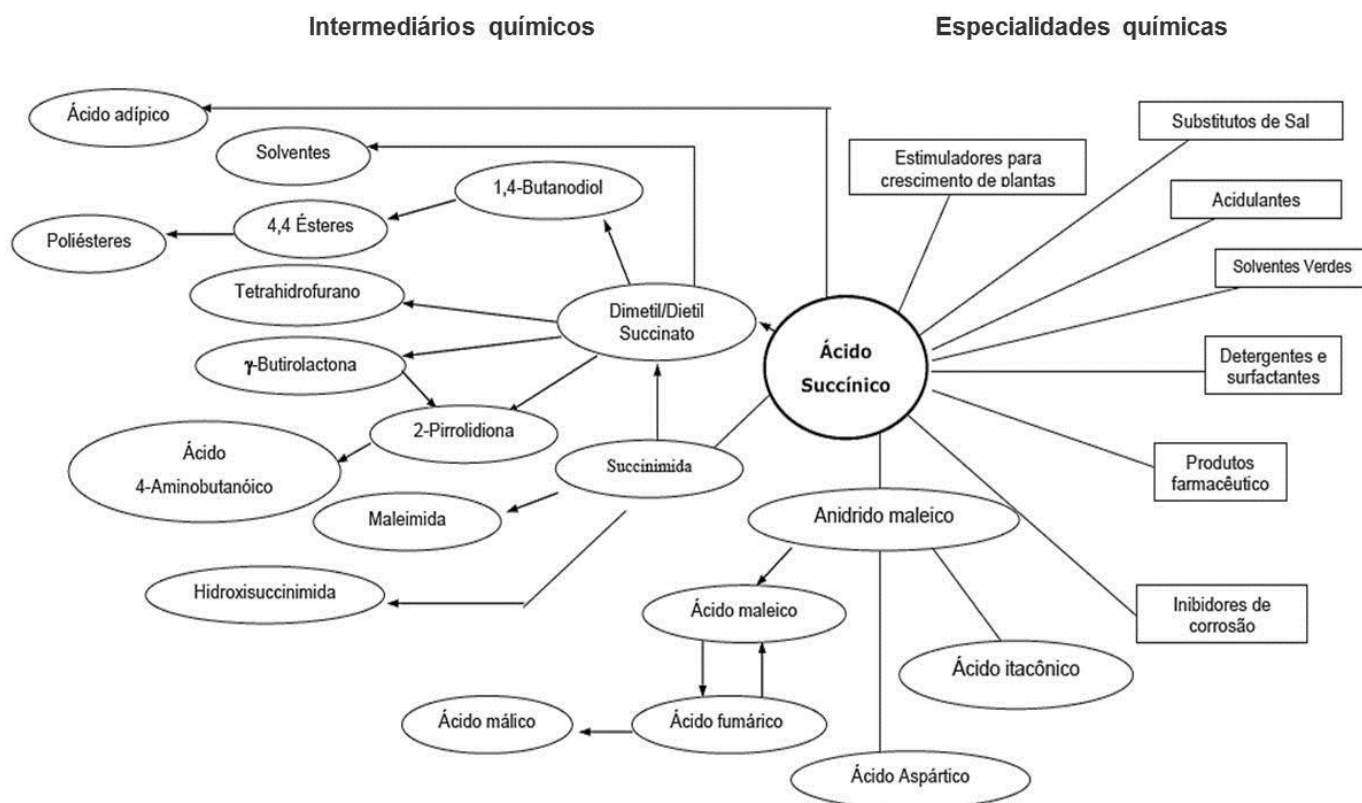 Intermediários químicos
Especialidades químicas
Ácido adípico
Solventes
1,4-Butanodiol
4,4 Ésteres
Poliésteres
Tetrahidrofurano
Dimetil/Dietil
Succinato
γ-Butirolactona
2-Pirrolidiona
Ácido
4-Aminobutanóico
Succinimida
Maleimida
Hidroxisuccinimida
Ácido
Succínico
Anidrido maleico
Ácido maleico
Ácido fumárico
Ácido málico
Ácido itacônico
Ácido Aspártico
Estimuladores para
crescimento de plantas
Substitutos de Sal
Acidulantes
Solventes Verdes
Detergentes e
surfactantes
Produtos
farmacêutico
Inibidores de
corrosão